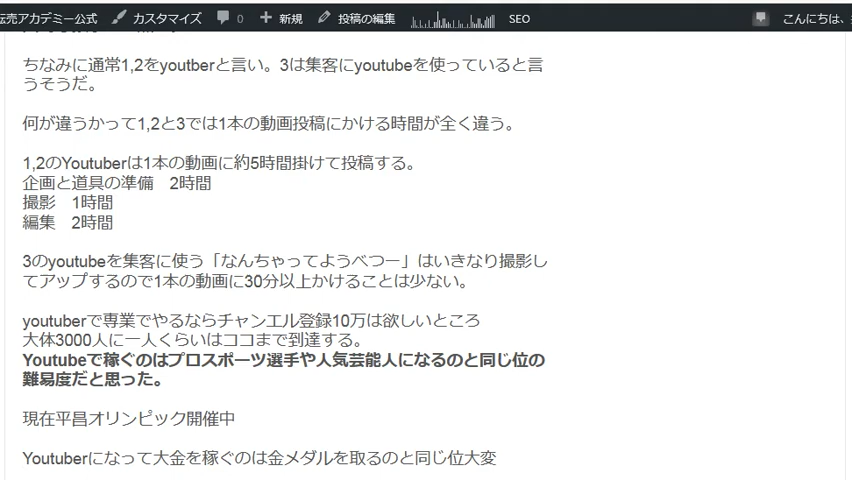 転売アカデミー公式 カスタマイズ 0 新規 投稿の編集 SEO こんにちは、
ちなみに通常1,2をyoutberと言い。3は集客にyoutubeを使っていると言
うそうだ。
何が違うかって1,2と3では1本の動画投稿にかける時間が全く違う。
1,2のYoutuberは1本の動画に約5時間掛けて投稿する。
企画と道具の準備 2時間
撮影 1時間
編集 2時間
3のyoutubeを集客に使う「なんちゃってようべつー」はいきなり撮影し
てアップするので1本の動画に30分以上かけることは少ない。
youtuberで専業でやるならチャンエル登録10万は欲しいところ
大体3000人に一人くらいはココまで到達する。
Youtubeで稼ぐのはプロスポーツ選手や人気芸能人になるのと同じ位の
難易度だと思った。
現在平昌オリンピック開催中
Youtuberになって大金を稼ぐのは金メダルを取るのと同じ位大変